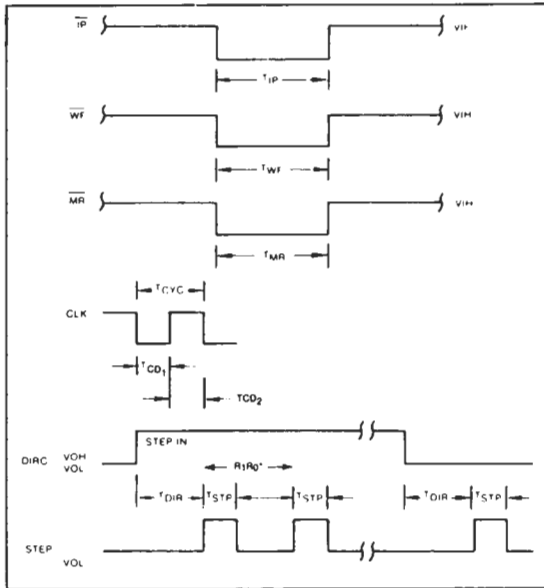 IP VIH
TIP
WF VIH
TWF
MR VIH
TMR
TCYC
CLK
TCD1
TCD2
STEP IN
DIRC VOH
VOL
R1R0*
TDIR TSTP TSTP TDIR TSTP
STEP
VOL